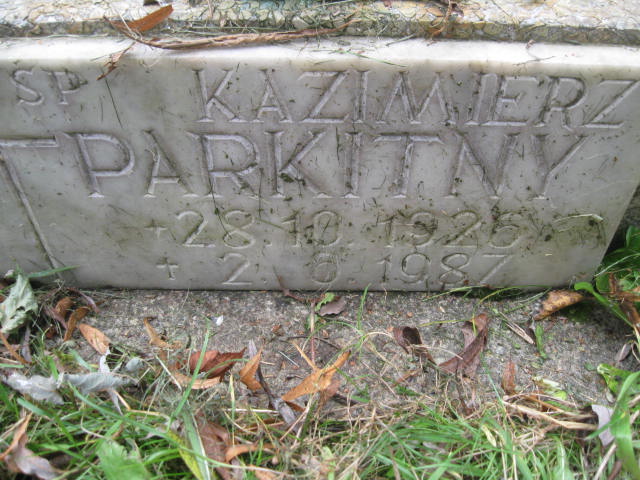 SP KAZIMIERZ
PARKITNY
28.10.1926
2. 6 1987